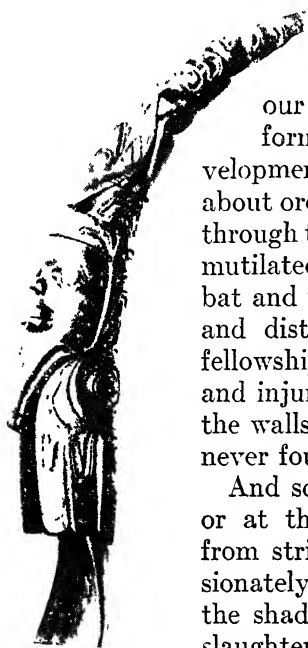 our
form
velopmen
about or
through t
mutilated
bat and
and dist
fellowshi
and injur
the walls
never fou
And so
or at th
from stri
sionately
the shad
slaughter